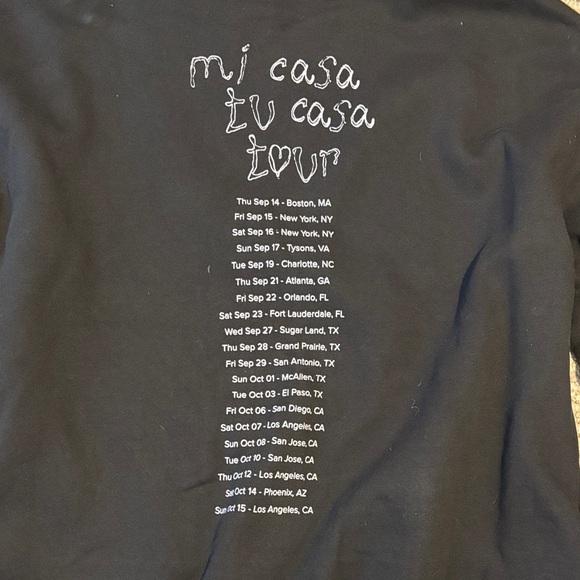 mi casa
tu casa
tour
Thu Sep 14 - Boston, MA
Fri Sep 15 - New York, NY
Sat Sep 16 - New York, NY
Sun Sep 17 - Tysons, VA
Tue Sep 19 - Charlotte, NC
Thu Sep 21 - Atlanta, GA
Fri Sep 22 - Orlando, FL
Sat Sep 23 - Fort Lauderdale, FL
Wed Sep 27 - Sugar Land, TX
Thu Sep 28 - Grand Prairie, TX
Fri Sep 29 - San Antonio, TX
Sun Oct 01 - McAllen, TX
Tue Oct 03 - El Paso, TX
Fri Oct 06 - San Diego, CA
Sat Oct 07 - Los Angeles, CA
Sun Oct 08 - San Jose, CA
Tue Oct 10 - San Jose, CA
Thu Oct 12 - Los Angeles, CA
Sat Oct 14 - Phoenix, AZ
Sun Oct 15 - Los Angeles, CA